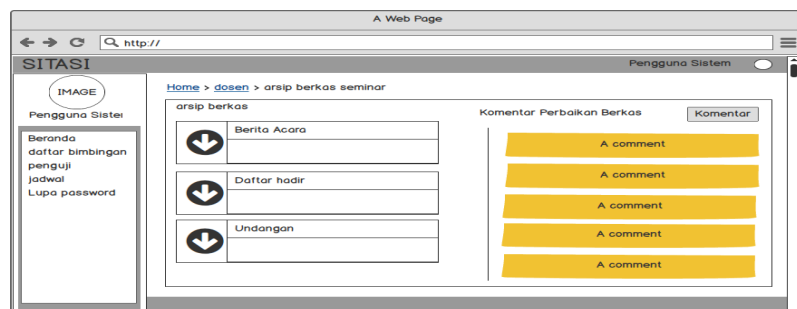 A Web Page
http://
SITASI
Pengguna Sistem
IMAGE
Pengguna Sister
Beranda
daftar bimbingan
penguji
jadwal
Lupa password
Home > dosen > arsip berkas seminar
arsip berkas
Berita Acara
Daftar hadir
Undangan
Komentar Perbaikan Berkas
Komentar
A comment
A comment
A comment
A comment
A comment